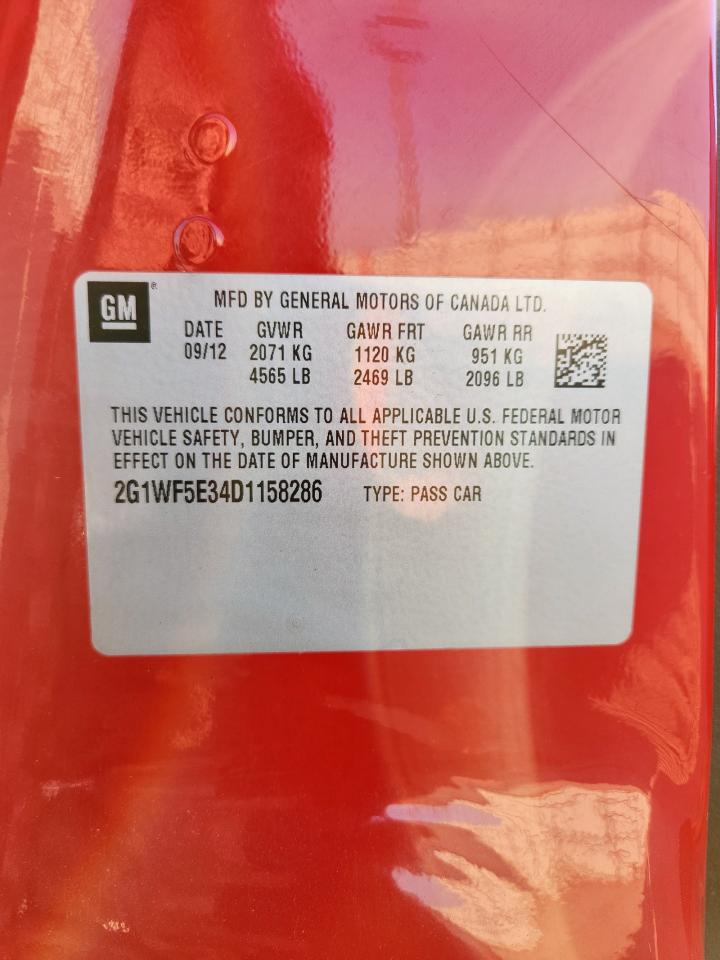 GM ®
MFD BY GENERAL MOTORS OF CANADA LTD.
DATE GVWR GAWR FRT GAWR RR
09/12 2071 KG 1120 KG 951 KG
4565 LB 2469 LB 2096 LB
THIS VEHICLE CONFORMS TO ALL APPLICABLE U.S. FEDERAL MOTOR
VEHICLE SAFETY, BUMPER, AND THEFT PREVENTION STANDARDS IN
EFFECT ON THE DATE OF MANUFACTURE SHOWN ABOVE.
2G1WF5E34D1158286 TYPE: PASS CAR